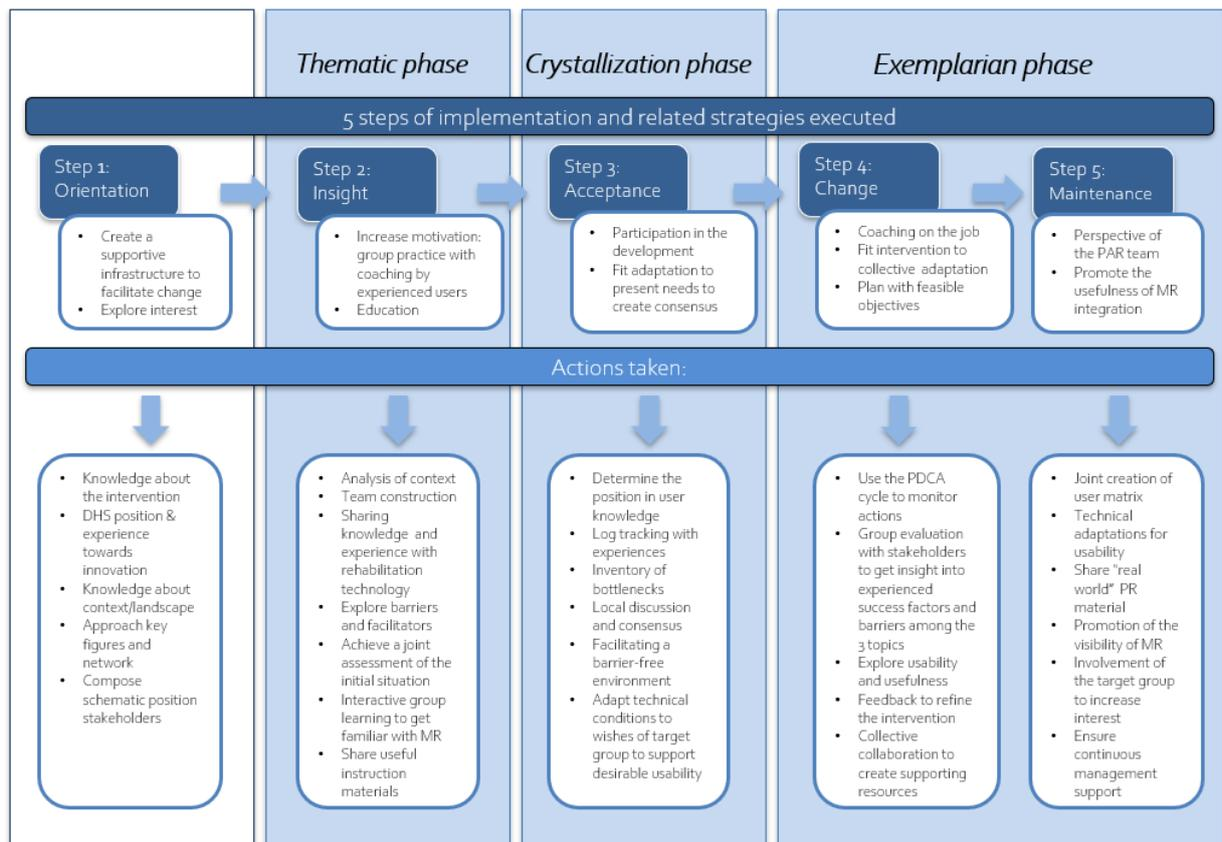 Thematic phase
Crystallization phase
Exemplarian phase
5 steps of implementation and related strategies executed
Step 1:
Orientation
• Create a
supportive
infrastructure to
facilitate change
• Explore interest
Step 2:
Insight
• Increase motivation:
group practice with
coaching by
experienced users
• Education
Step 3:
Acceptance
• Participation in the
development
• Fit adaptation to
present needs to
create consensus
Step 4:
Change
• Coaching on the job
• Fit intervention to
collective adaptation
• Plan with feasible
objectives
Step 5:
Maintenance
• Perspective of
the PAR team
• Promote the
usefulness of MR
integration
Actions taken:
• Knowledge about
the intervention
• DHS position &
experience
towards
innovation
• Knowledge about
context/landscape
• Approach key
figures and
network
• Compose
schematic position
stakeholders
• Analysis of context
• Team construction
• Sharing
knowledge and
experience with
rehabilitation
technology
• Explore barriers
and facilitators
• Achieve a joint
assessment of the
initial situation
• Interactive group
learning to get
familiar with MR
• Share useful
instruction
materials
• Determine the
position in user
knowledge
• Log tracking with
experiences
• Inventory of
bottlenecks
• Local discussion
and consensus
• Facilitating a
barrier-free
environment
• Adapt technical
conditions to
wishes of target
group to support
desirable usability
• Use the PDCA
cycle to monitor
actions
• Group evaluation
with stakeholders
to get insight into
experienced
success factors and
barriers among the
3 topics
• Explore usability
and usefulness
• Feedback to refine
the intervention
• Collective
collaboration to
create supporting
resources
• Joint creation of
user matrix
• Technical
adaptations for
usability
• Share "real
world" PR
material
• Promotion of the
visibility of MR
• Involvement of
the target group
to increase
interest
• Ensure
continuous
management
support